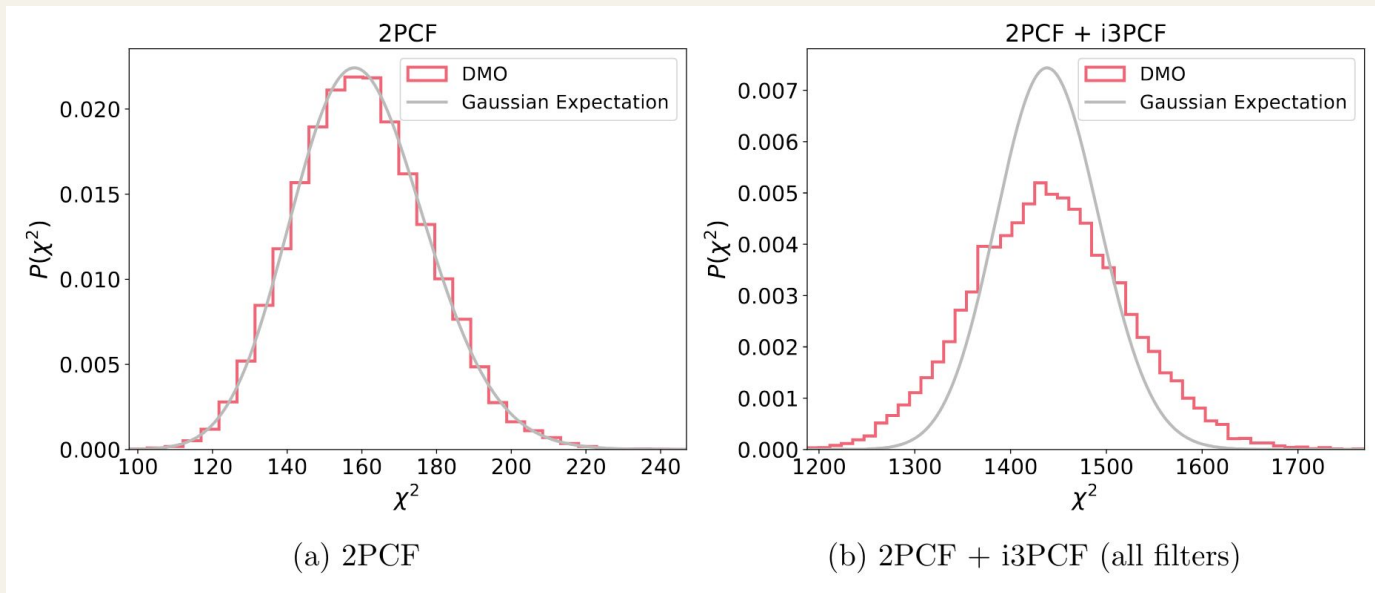 2PCF
DMO
Gaussian Expectation
0.020
0.015
0.010
0.005
0.000
P(χ²)
100 120 140 160 180 200 220 240
χ²
(a) 2PCF
2PCF + i3PCF
DMO
Gaussian Expectation
0.007
0.006
0.005
0.004
0.003
0.002
0.001
0.000
P(χ²)
1200 1300 1400 1500 1600 1700
χ²
(b) 2PCF + i3PCF (all filters)